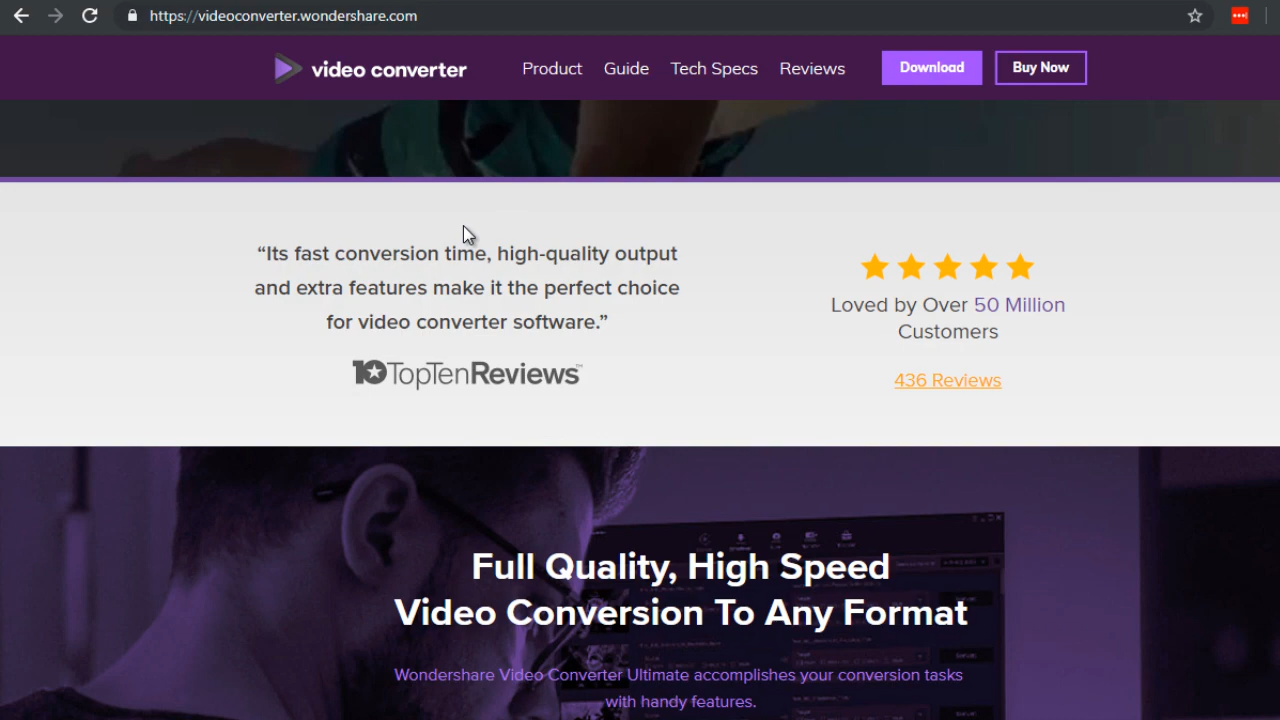 https://videoconverter.wondershare.com
video converter
Product
Guide
Tech Specs
Reviews
Download
Buy Now
“Its fast conversion time, high-quality output
and extra features make it the perfect choice
for video converter software.”
10 TopTenReviews™
Loved by Over 50 Million
Customers
436 Reviews
Full Quality, High Speed
Video Conversion To Any Format
Wondershare Video Converter Ultimate accomplishes your conversion tasks
with handy features.